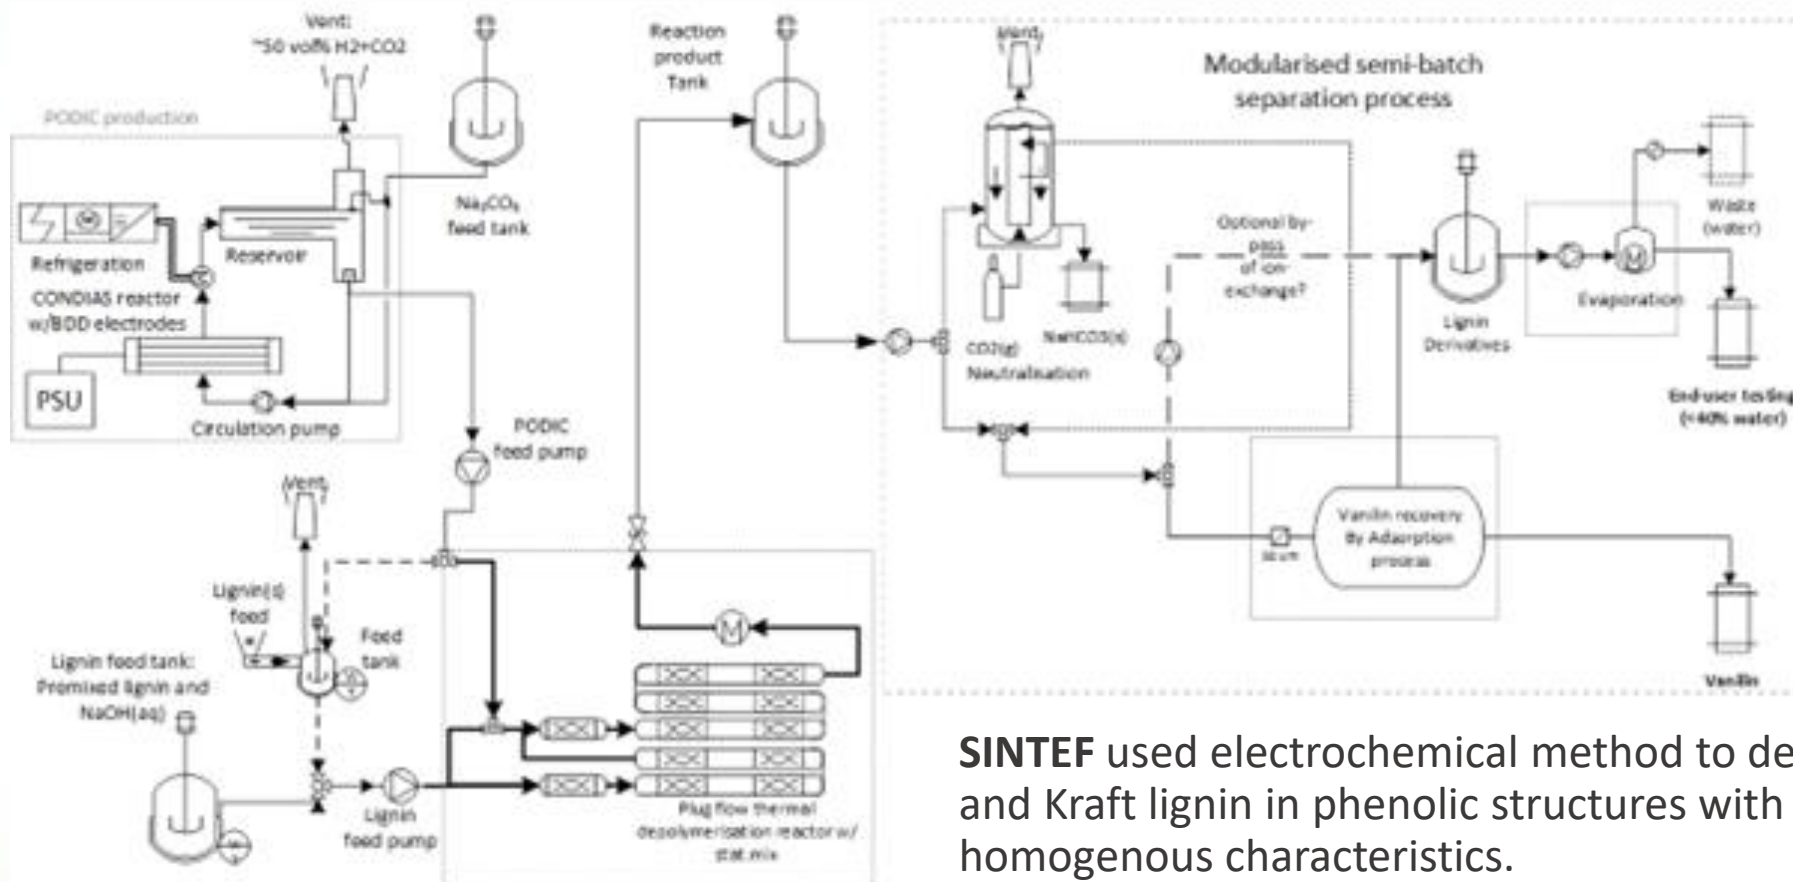 Vent:
~50 vol% H2+CO2
PODIC production
Na₂CO₃
feed tank
Refrigeration
Reservoir
CONDIAS reactor
w/BDD electrodes
PSU
Circulation pump
PODIC
feed pump
Vent
Lignin(s)
feed
Feed
tank
Lignin feed tank:
Premixed lignin and
NaOH(aq)
Lignin
feed pump
Plug flow thermal
depolymerisation reactor w/
stat.mix
Reaction
product
Tank
Vent
Modularised semi-batch
separation process
CO2(g)
NaHCO3(s)
Neutralisation
Optional by-
pass
of ion-
exchange?
Lignin
Derivatives
Evaporation
Waste
(water)
End-user testing
(<40% water)
Vanilin recovery
By Adsorption
process
Vanilin
SINTEF used electrochemical method to de
and Kraft lignin in phenolic structures with
homogenous characteristics.